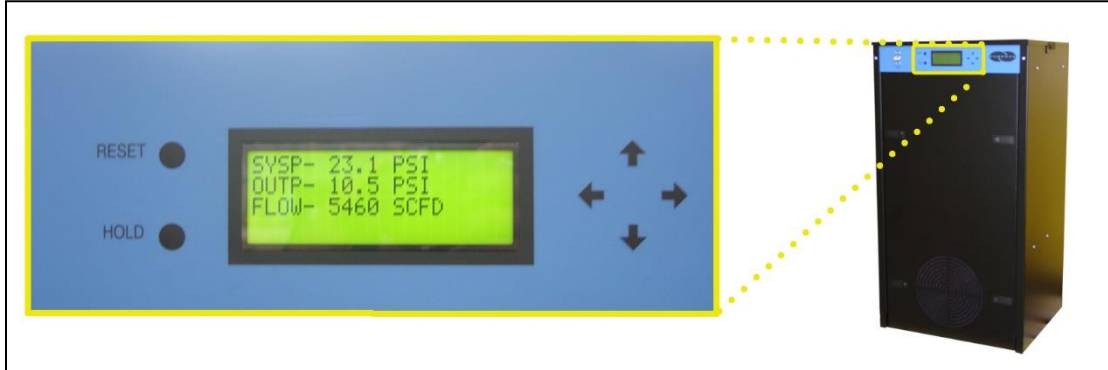 RESET
HOLD
SYSP- 23.1 PSI
OUTP- 10.5 PSI
FLOW- 5460 SCFD